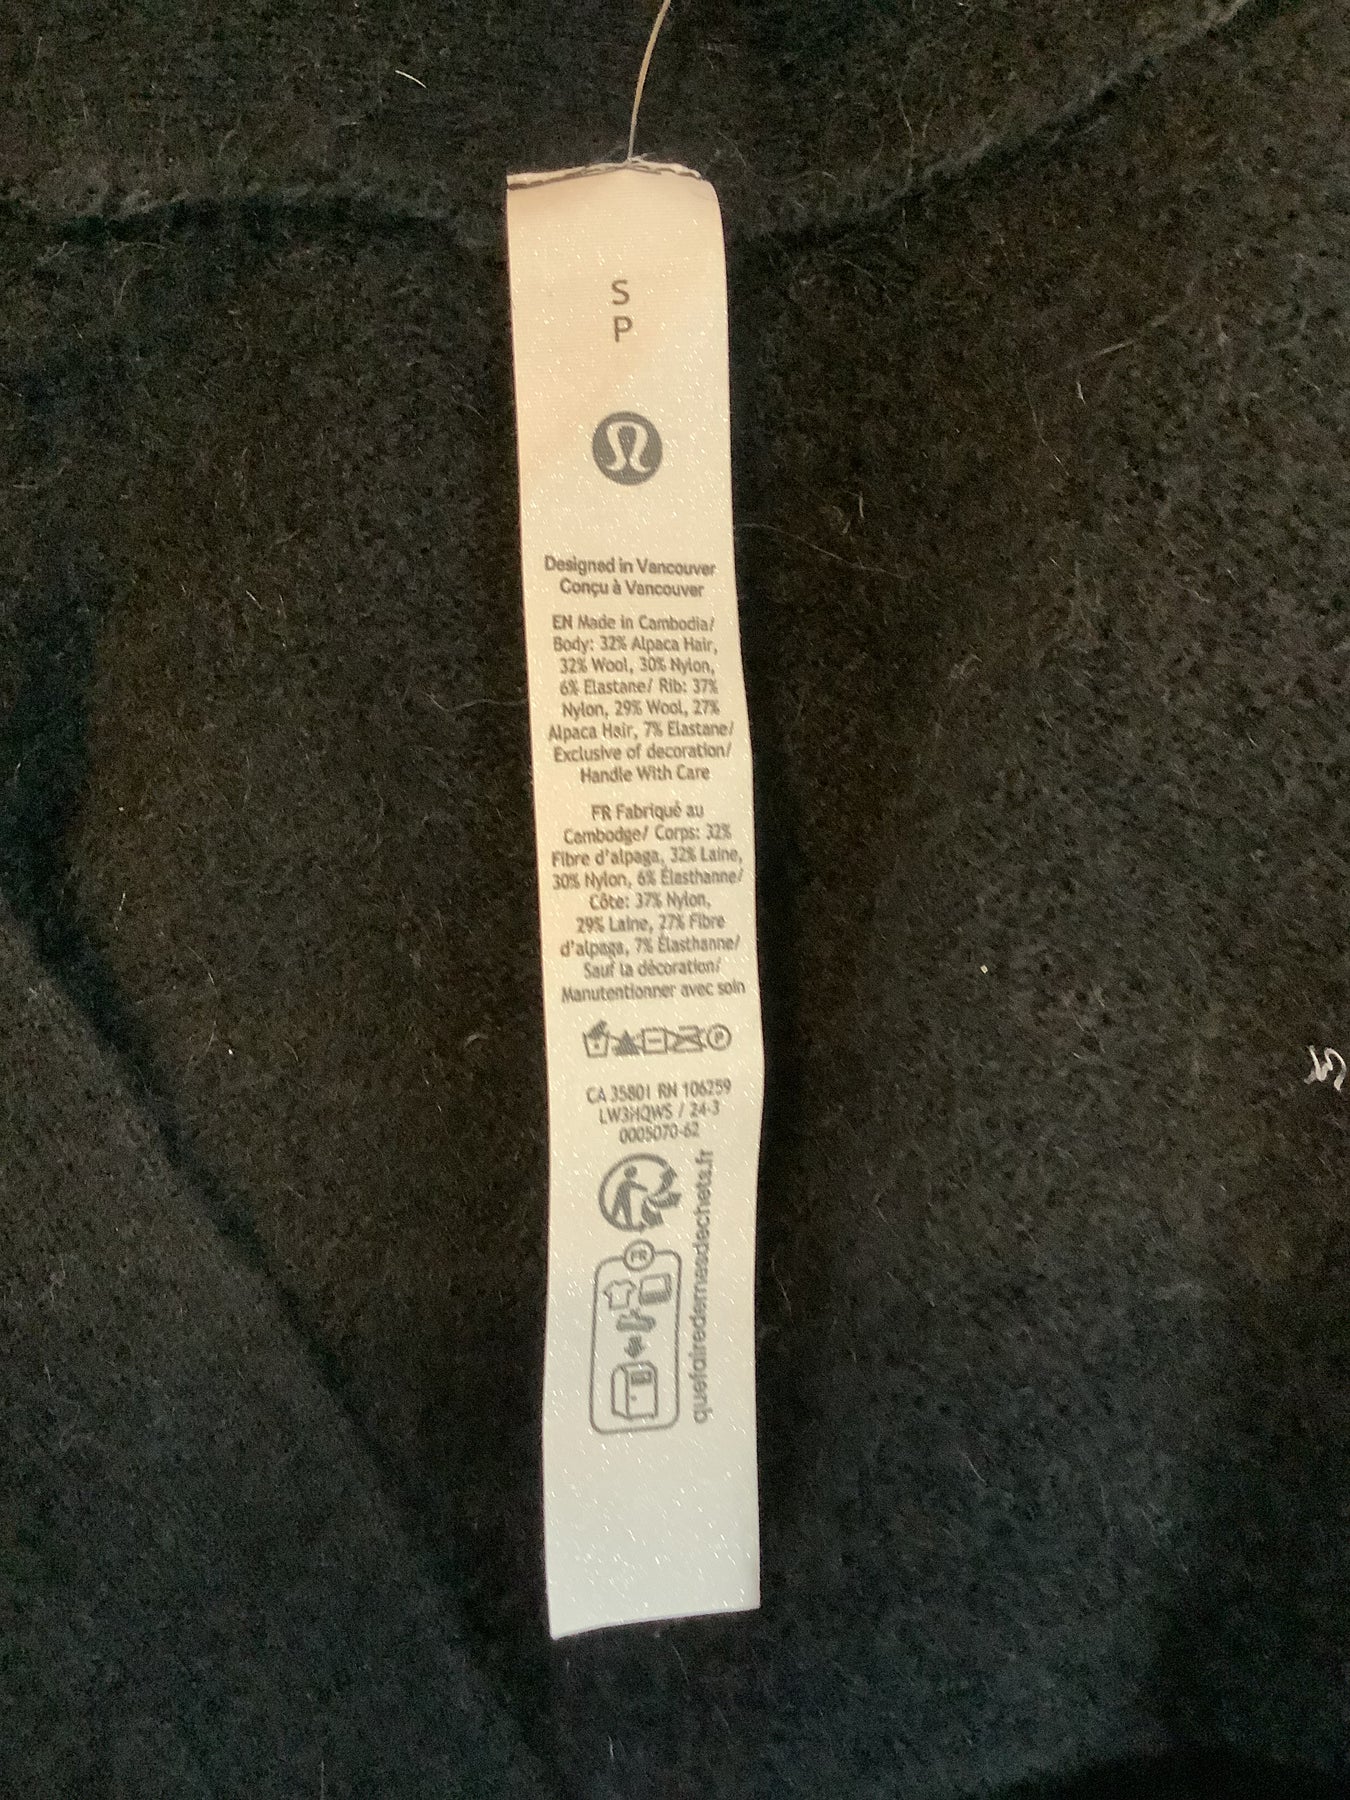 S
P
Designed in Vancouver
Conçu à Vancouver
EN Made in Cambodia/
Body: 32% Alpaca Hair,
32% Wool, 30% Nylon,
6% Elastane/ Rib: 37%
Nylon, 29% Wool, 27%
Alpaca Hair, 7% Elastane/
Exclusive of decoration/
Handle With Care
FR Fabriqué au
Cambodge/ Corps: 32%
Fibre d'alpaga, 32% Laine,
30% Nylon, 6% Élasthanne/
Côte: 37% Nylon,
29% Laine, 27% Fibre
d'alpaga, 7% Élasthanne/
Sauf la décoration/
Manutentionner avec soin
P
CA 35801 RN 106259
LW3HQWS / 24-3
0005070-62
FR
quefairedemesdechets.fr